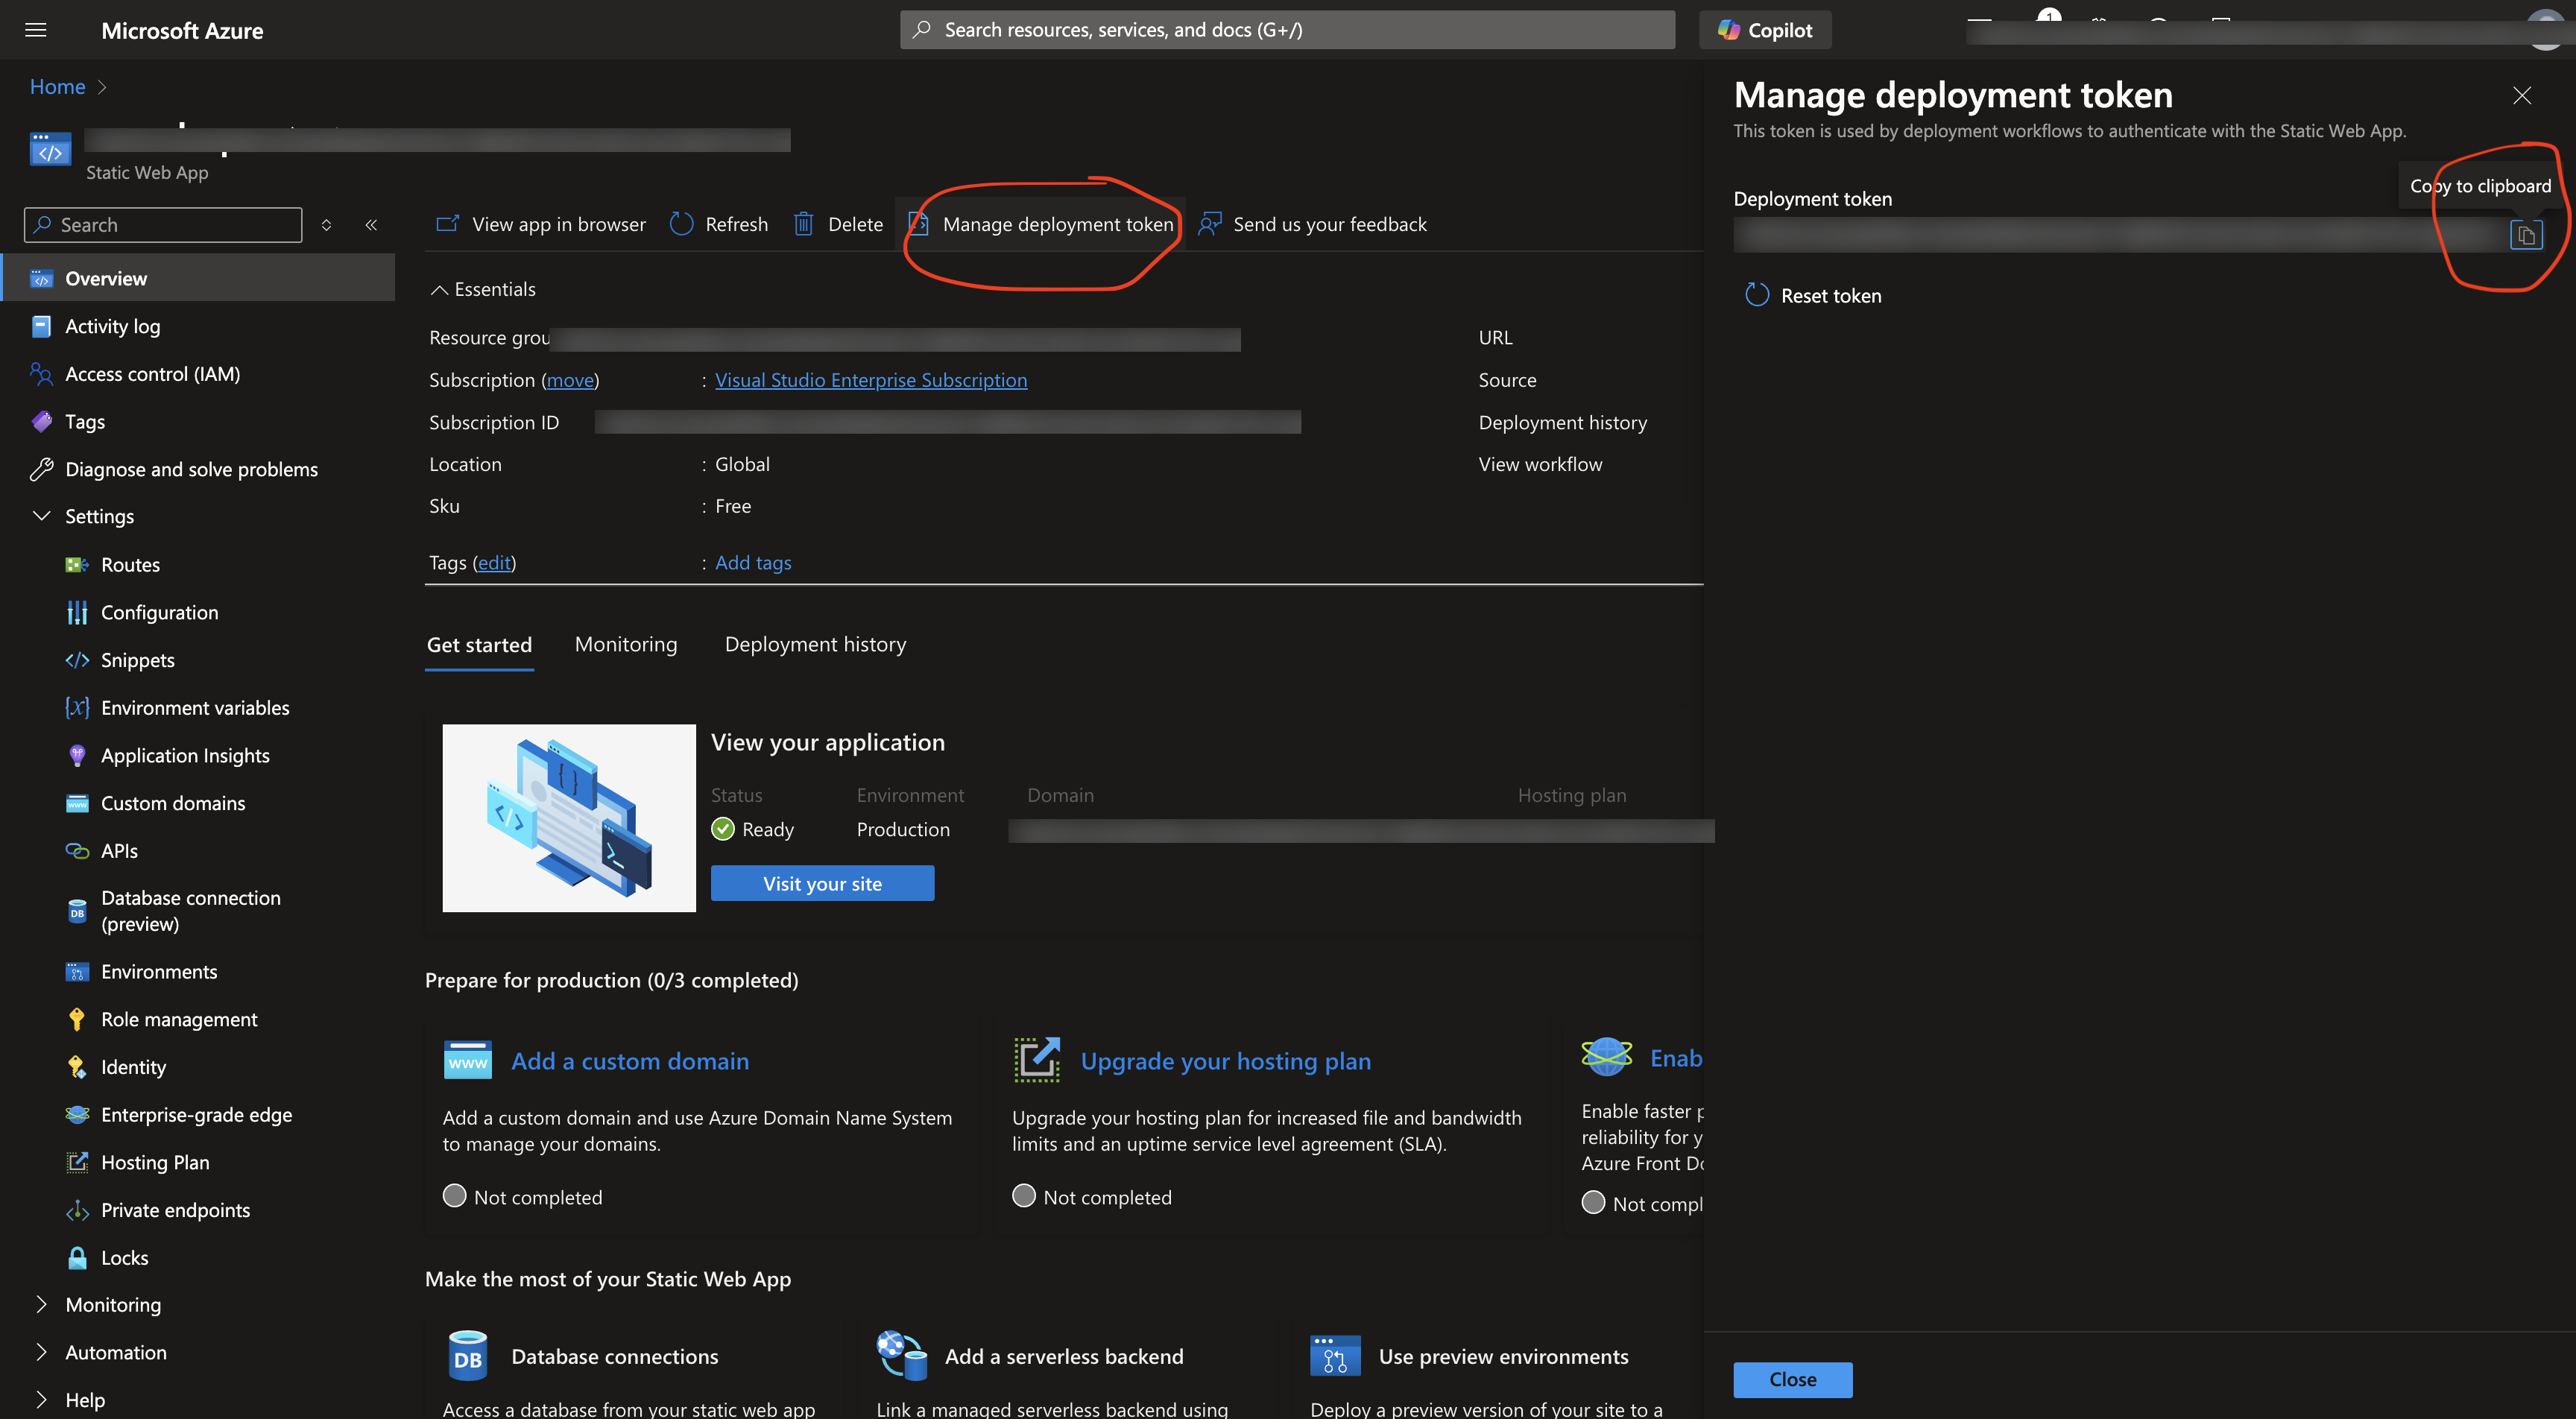 Microsoft Azure
Search resources, services, and docs (G+/)
Copilot
1
Home
Static Web App
Search
Overview
Activity log
Access control (IAM)
Tags
Diagnose and solve problems
Settings
Routes
Configuration
Snippets
Environment variables
Application Insights
Custom domains
APIs
Database connection
(preview)
Environments
Role management
Identity
Enterprise-grade edge
Hosting Plan
Private endpoints
Locks
Monitoring
Automation
Help
View app in browser
Refresh
Delete
Manage deployment token
Send us your feedback
Essentials
Resource grou
Subscription (move) : Visual Studio Enterprise Subscription
Subscription ID
Location : Global
Sku : Free
Tags (edit) : Add tags
URL
Source
Deployment history
View workflow
Get started
Monitoring
Deployment history
View your application
Status Environment Domain Hosting plan
Ready Production
Visit your site
Prepare for production (0/3 completed)
www
Add a custom domain
Add a custom domain and use Azure Domain Name System
to manage your domains.
Not completed
Upgrade your hosting plan
Upgrade your hosting plan for increased file and bandwidth
limits and an uptime service level agreement (SLA).
Not completed
Enab
Enable faster p
reliability for y
Azure Front Do
Not compl
Make the most of your Static Web App
DB
Database connections
Access a database from your static web app
Add a serverless backend
Link a managed serverless backend using
Use preview environments
Deploy a preview version of your site to a
Manage deployment token
This token is used by deployment workflows to authenticate with the Static Web App.
Copy to clipboard
Deployment token
Reset token
Close